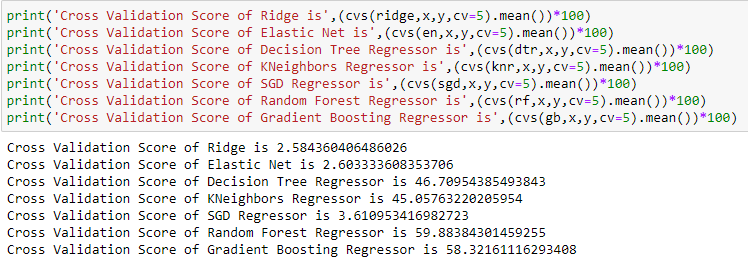 print('Cross Validation Score of Ridge is',(cvs(ridge,x,y,cv=5).mean())*100)
print('Cross Validation Score of Elastic Net is',(cvs(en,x,y,cv=5).mean())*100)
print('Cross Validation Score of Decision Tree Regressor is',(cvs(dtr,x,y,cv=5).mean())*100)
print('Cross Validation Score of KNeighbors Regressor is',(cvs(knr,x,y,cv=5).mean())*100)
print('Cross Validation Score of SGD Regressor is',(cvs(sgd,x,y,cv=5).mean())*100)
print('Cross Validation Score of Random Forest Regressor is',(cvs(rf,x,y,cv=5).mean())*100)
print('Cross Validation Score of Gradient Boosting Regressor is',(cvs(gb,x,y,cv=5).mean())*100)
Cross Validation Score of Ridge is 2.584360406486026
Cross Validation Score of Elastic Net is 2.603333608353706
Cross Validation Score of Decision Tree Regressor is 46.70954385493843
Cross Validation Score of KNeighbors Regressor is 45.05763220205954
Cross Validation Score of SGD Regressor is 3.610953416982723
Cross Validation Score of Random Forest Regressor is 59.88384301459255
Cross Validation Score of Gradient Boosting Regressor is 58.32161116293408